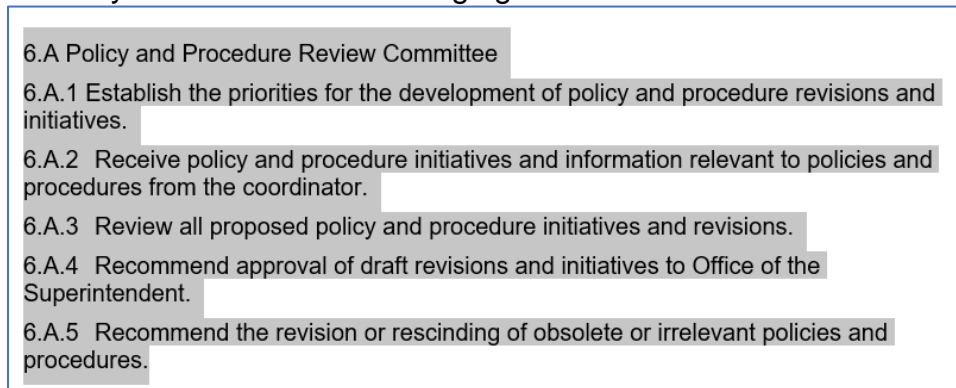 6.A Policy and Procedure Review Committee
6.A.1 Establish the priorities for the development of policy and procedure revisions and
initiatives.
6.A.2 Receive policy and procedure initiatives and information relevant to policies and
procedures from the coordinator.
6.A.3 Review all proposed policy and procedure initiatives and revisions.
6.A.4 Recommend approval of draft revisions and initiatives to Office of the
Superintendent.
6.A.5 Recommend the revision or rescinding of obsolete or irrelevant policies and
procedures.